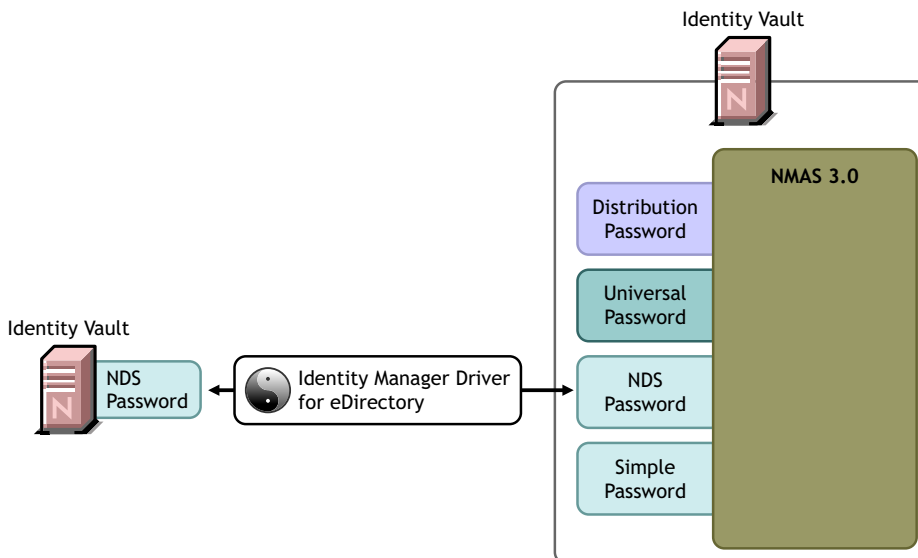 Identity Vault
N
NMAS 3.0
Distribution
Password
Universal
Password
Identity Vault
N
NDS
Password
Identity Manager Driver
for eDirectory
NDS
Password
Simple
Password